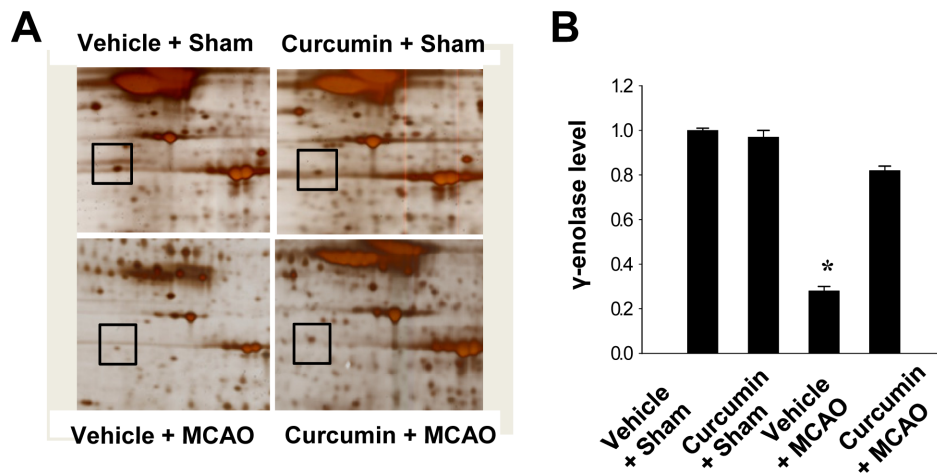 A
Vehicle + Sham
Curcumin + Sham
Vehicle + MCAO
Curcumin + MCAO
B
γ-enolase level
1.2
1.0
0.8
0.6
0.4
0.2
0.0
*
Vehicle
+ Sham
Curcumin
+ Sham
Vehicle
+ MCAO
Curcumin
+ MCAO